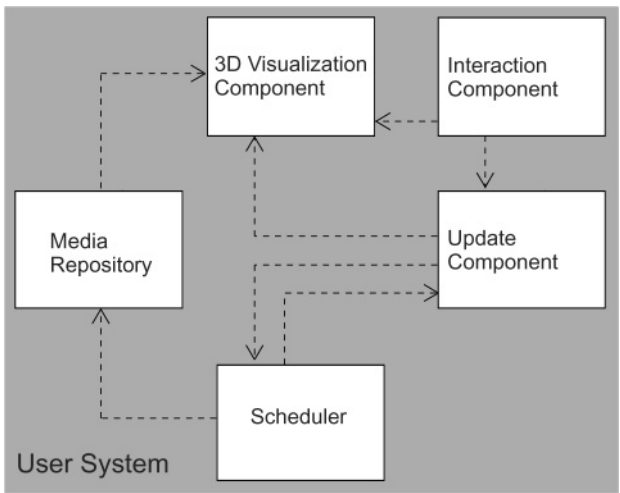 3D Visualization
Component
Interaction
Component
Media
Repository
Update
Component
Scheduler
User System